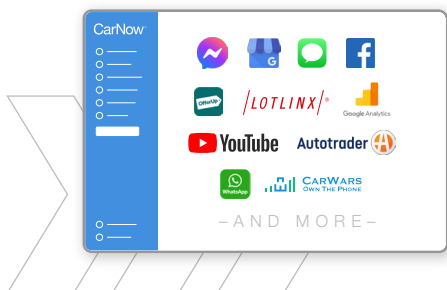 CarNow
G
f
OfferUp
/LOTLINX/®
Google Analytics
YouTube
Autotrader
WhatsApp
CARWARS
OWN THE PHONE
–AND MORE–